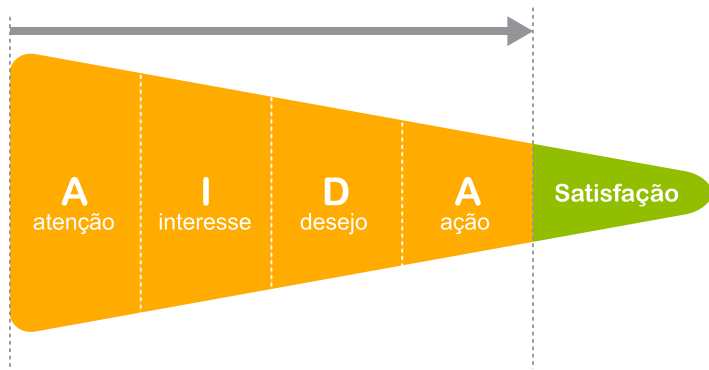 A
atenção
I
interesse
D
desejo
A
ação
Satisfação